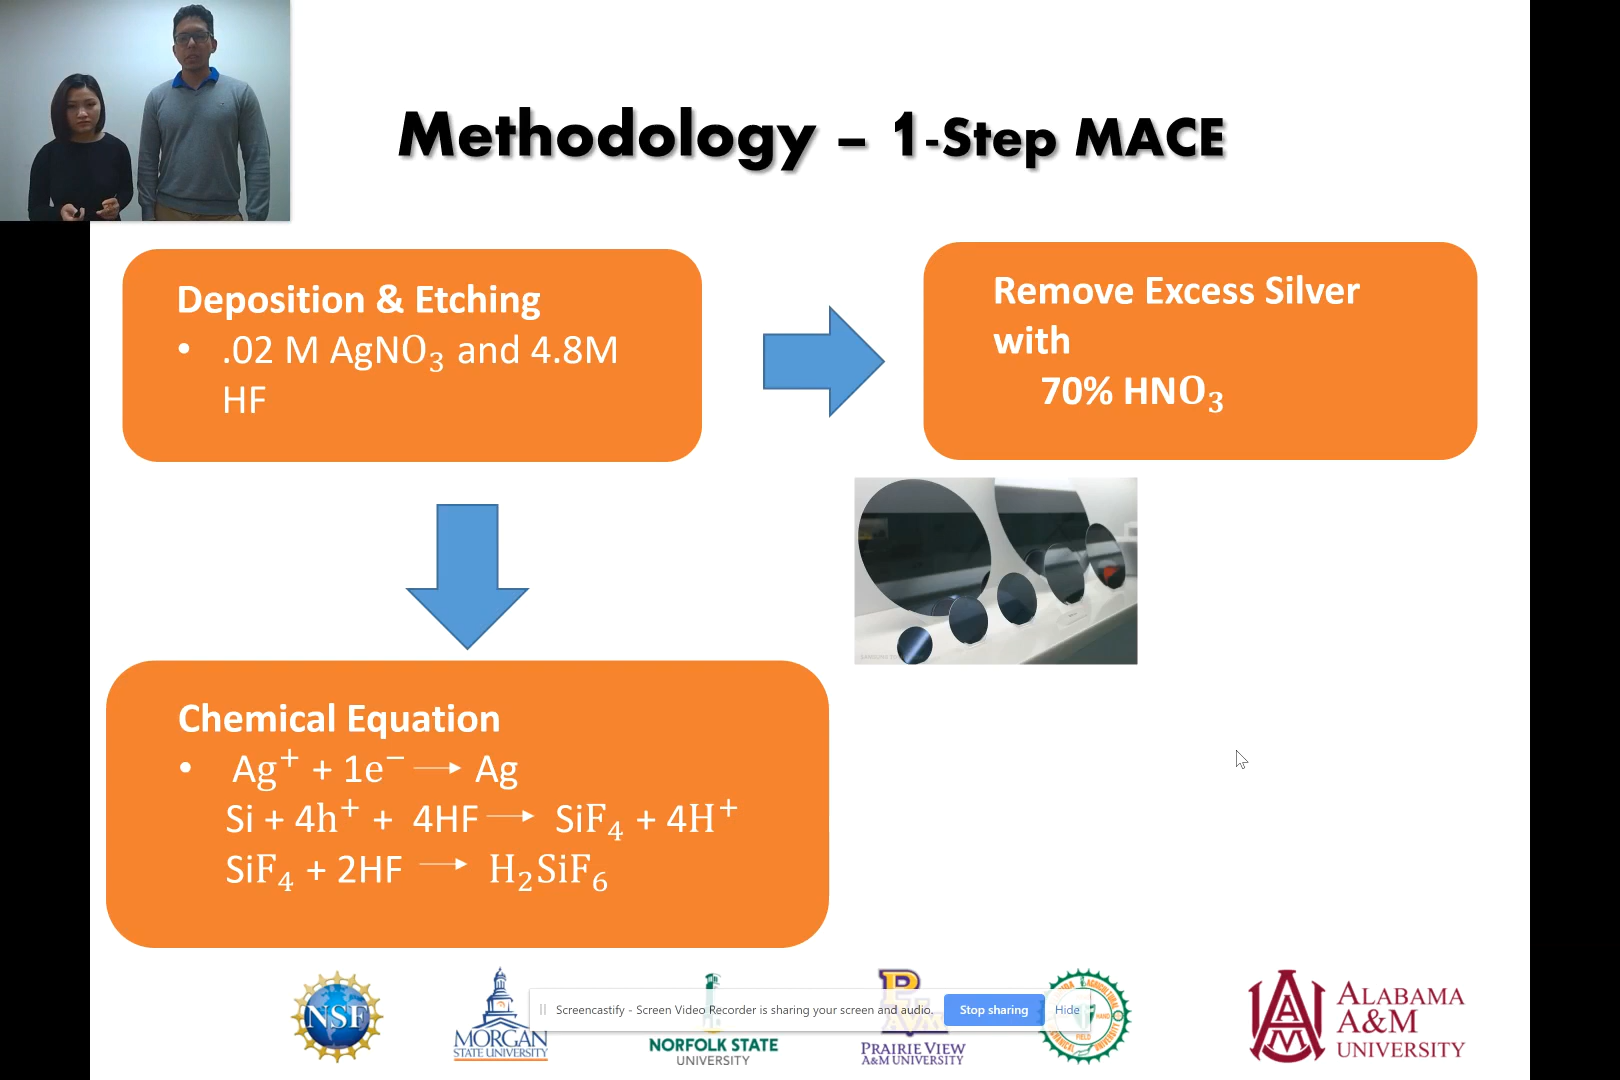 Methodology – 1-Step MACE
Deposition & Etching
• .02 M AgNO₃ and 4.8M
HF
Remove Excess Silver
with
70% HNO₃
Chemical Equation
• Ag⁺ + 1e⁻ → Ag
Si + 4h⁺ + 4HF → SiF₄ + 4H⁺
SiF₄ + 2HF → H₂SiF₆
NSF
MORGAN
STATE UNIVERSITY
NORFOLK STATE
UNIVERSITY
PRAIRIE VIEW
A&M UNIVERSITY
ALABAMA
A&M
UNIVERSITY
Screencastify - Screen Video Recorder is sharing your screen and audio.
Stop sharing
Hide